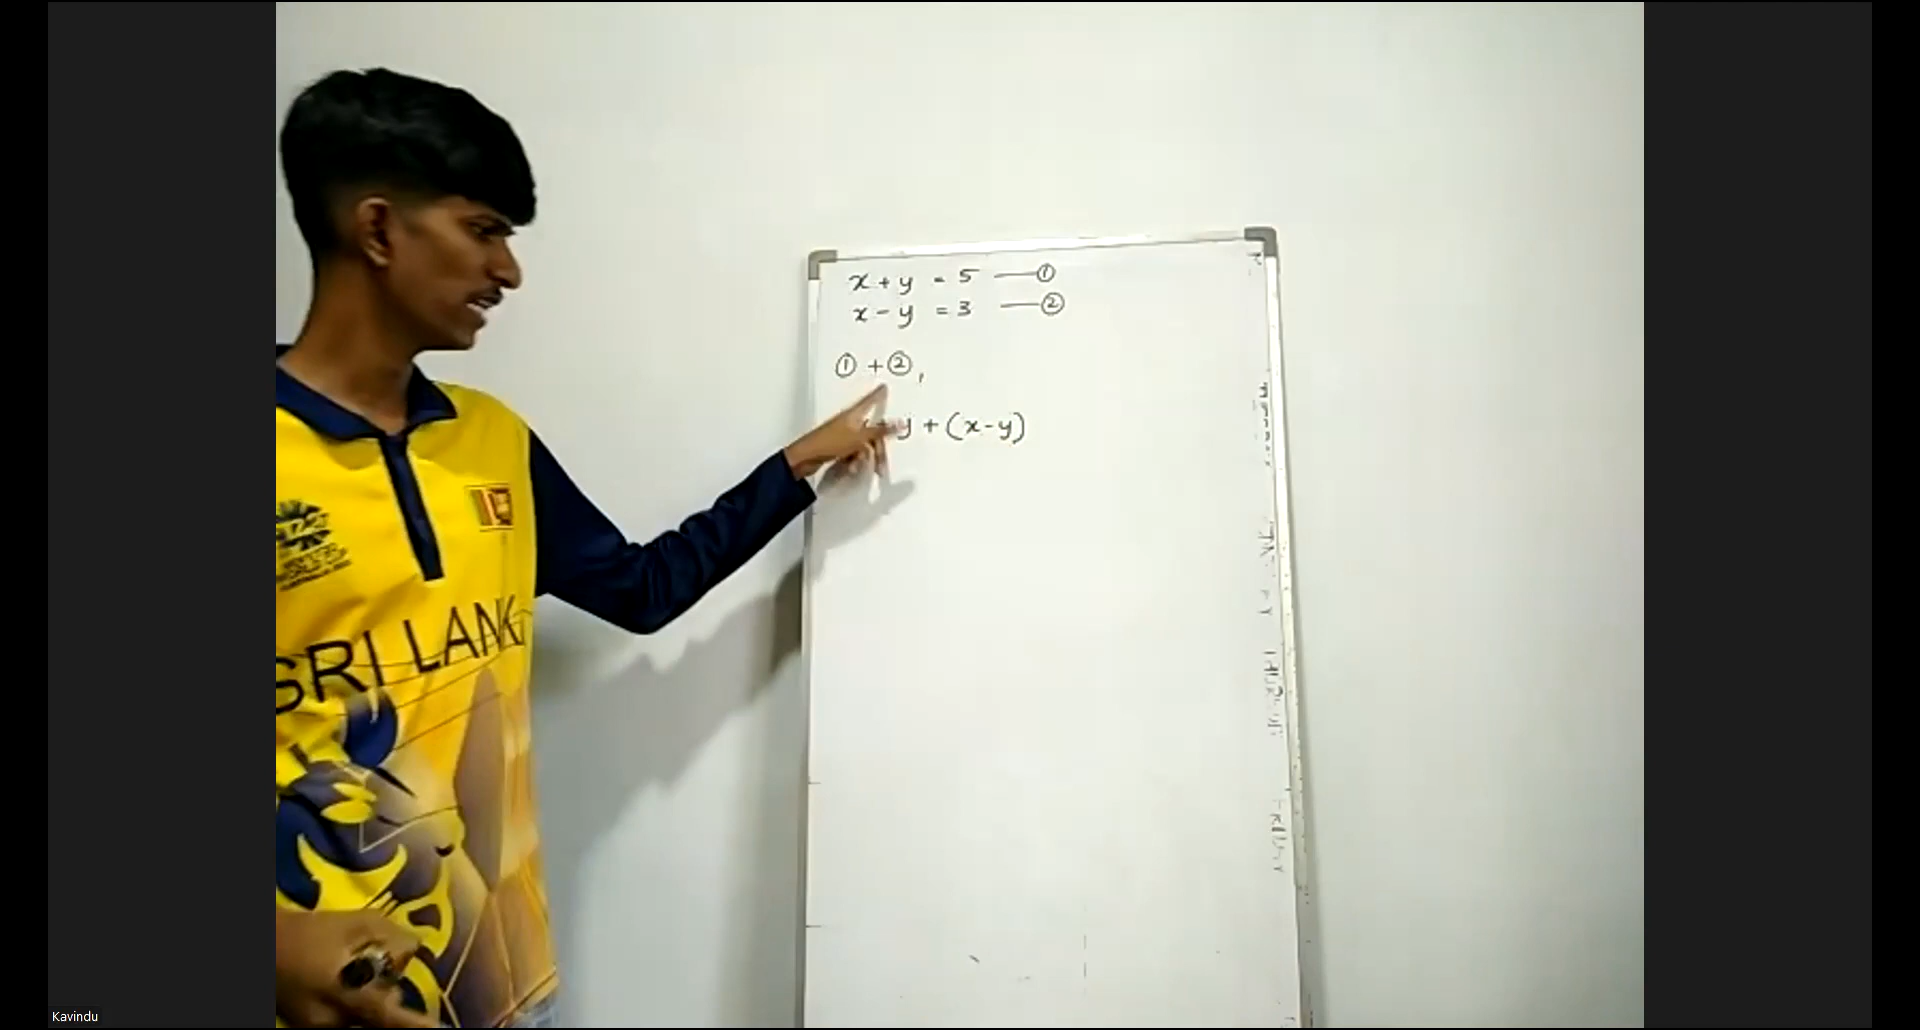 x + y = 5 —— ①
x - y = 3 —— ②
① + ②,
x + y + (x - y)
SRI LANK
Kavindu